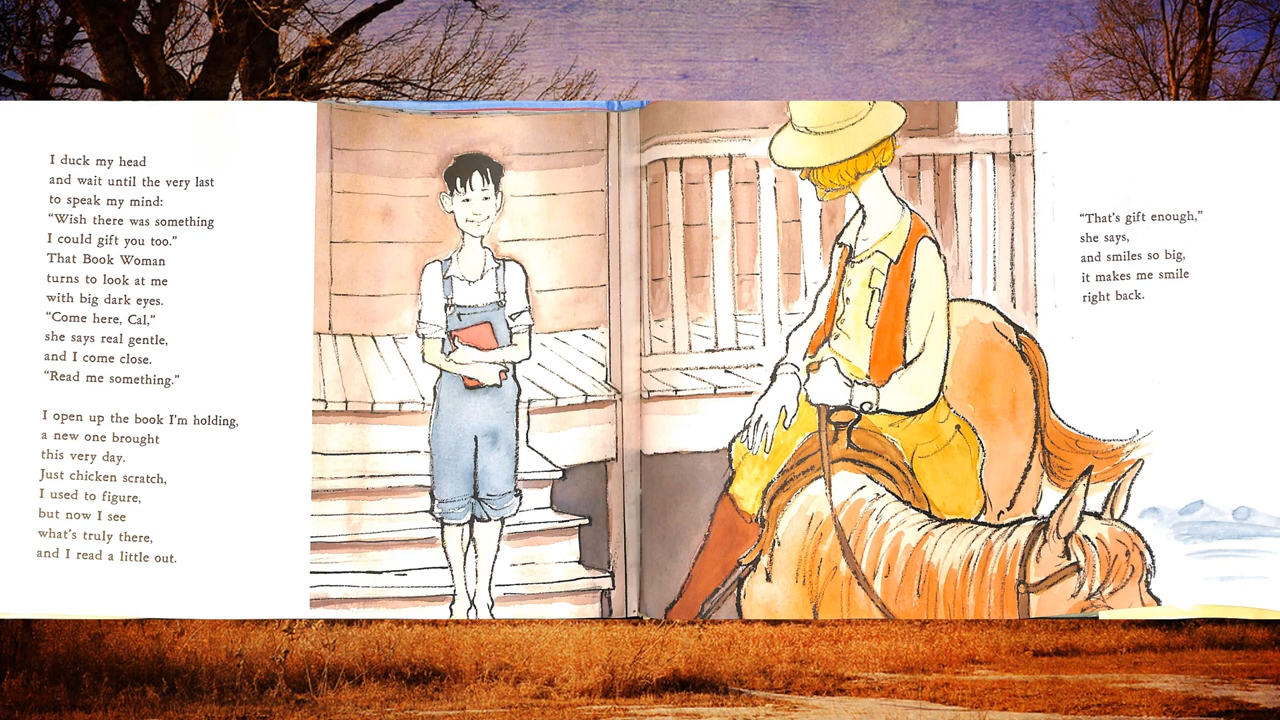 I duck my head
and wait until the very last
to speak my mind:
“Wish there was something
I could gift you too.”
That Book Woman
turns to look at me
with big dark eyes.
“Come here, Cal,”
she says real gentle,
and I come close.
“Read me something.”
I open up the book I'm holding,
a new one brought
this very day.
Just chicken scratch,
I used to figure,
but now I see
what's truly there,
and I read a little out.
“That's gift enough,”
she says,
and smiles so big,
it makes me smile
right back.